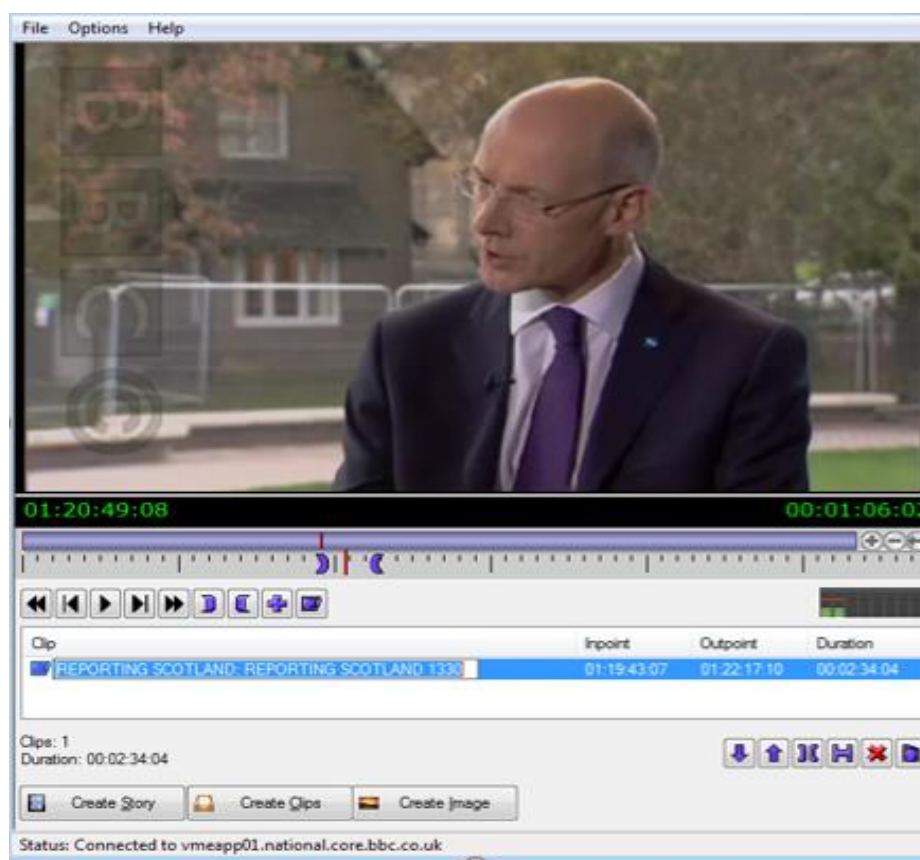 File Options Help
B
B
C
©
01:20:49:08 00:01:06:02
Clip Inpoint Outpoint Duration
REPORTING SCOTLAND: REPORTING SCOTLAND 1330 01:19:43:07 01:22:17:10 00:02:34:04
Clips: 1
Duration: 00:02:34:04
Create Story Create Clips Create Image
Status: Connected to vmeapp01.national.core.bbc.co.uk